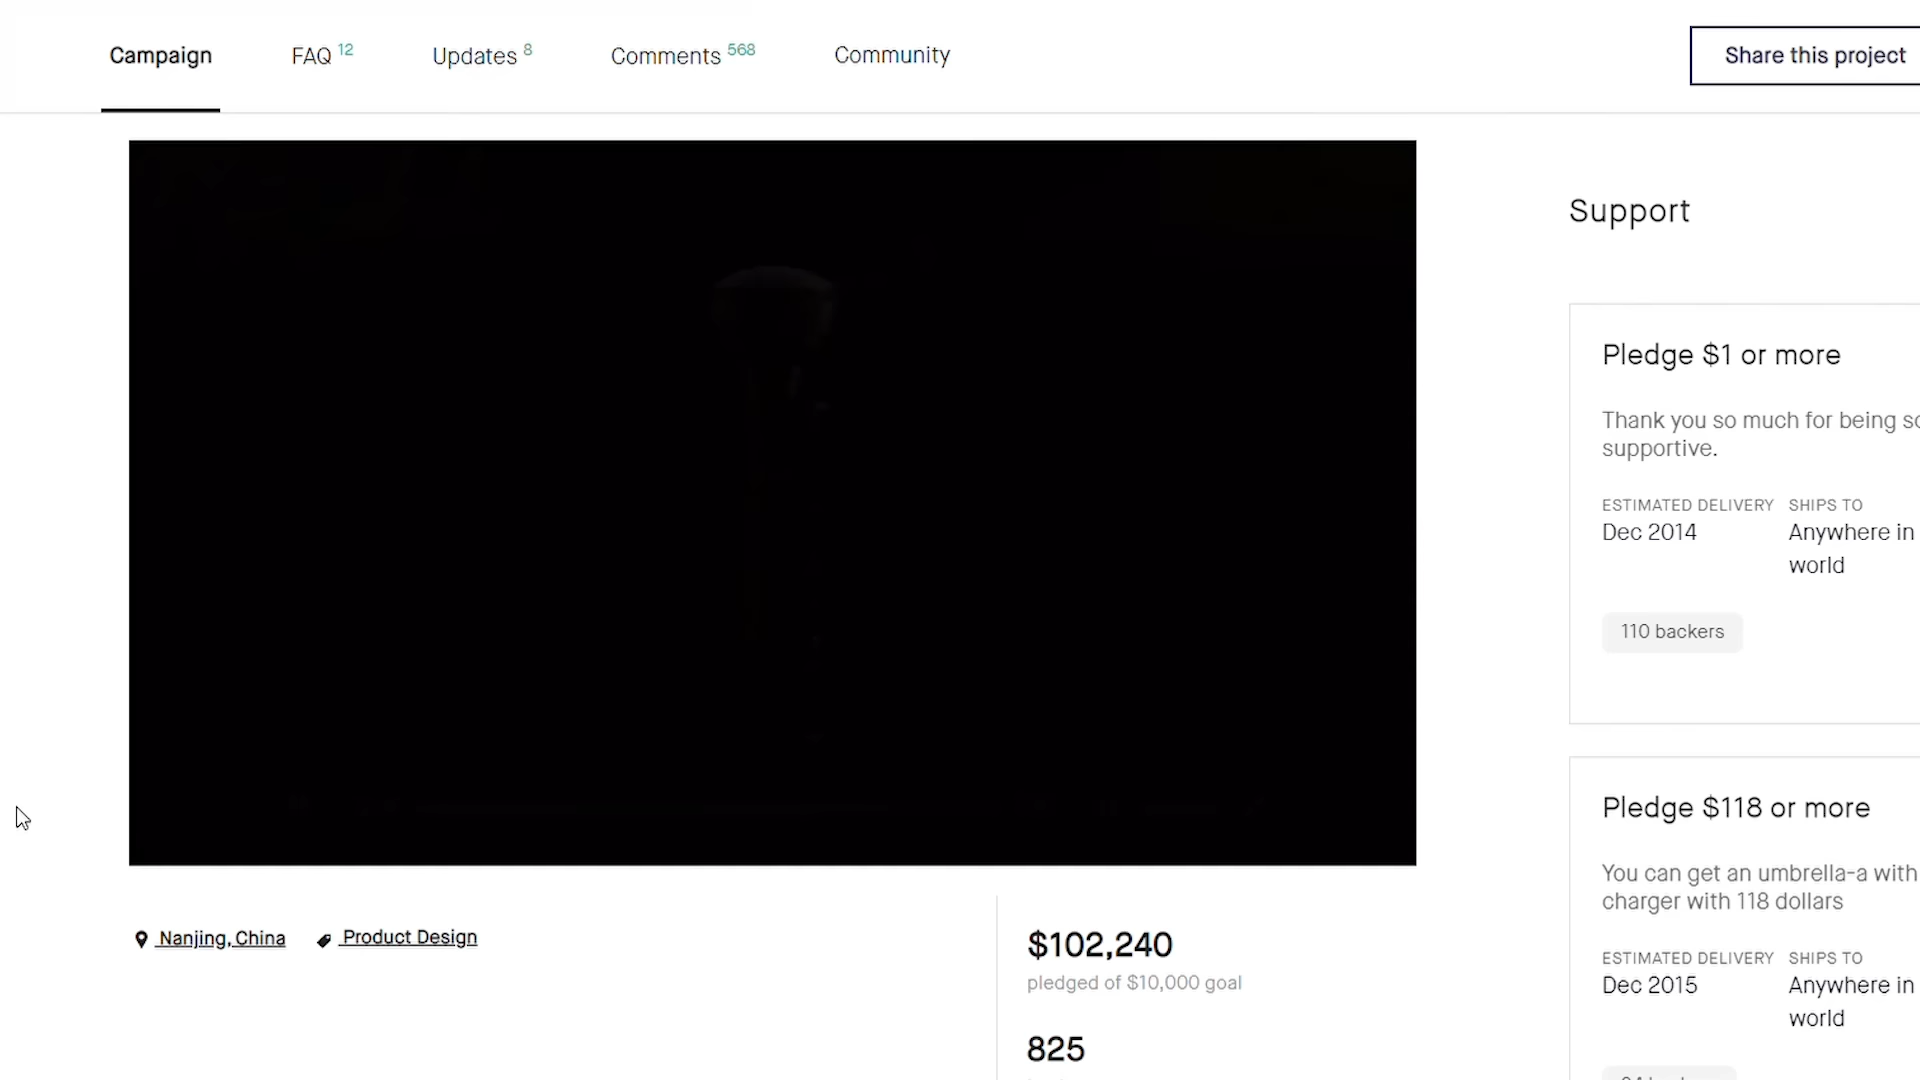 Campaign
FAQ 12
Updates 8
Comments 568
Community
Share this project
Support
Pledge $1 or more
Thank you so much for being
supportive.
ESTIMATED DELIVERY SHIPS TO
Dec 2014 Anywhere in
world
110 backers
Pledge $118 or more
You can get an umbrella-a with
charger with 118 dollars
ESTIMATED DELIVERY SHIPS TO
Dec 2015 Anywhere in
world
Nanjing, China
Product Design
$102,240
pledged of $10,000 goal
825